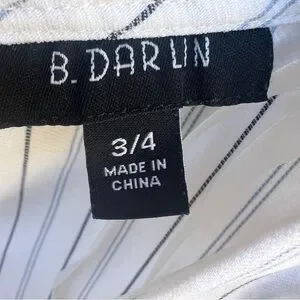 B. DARLIN
3/4
MADE IN
CHINA